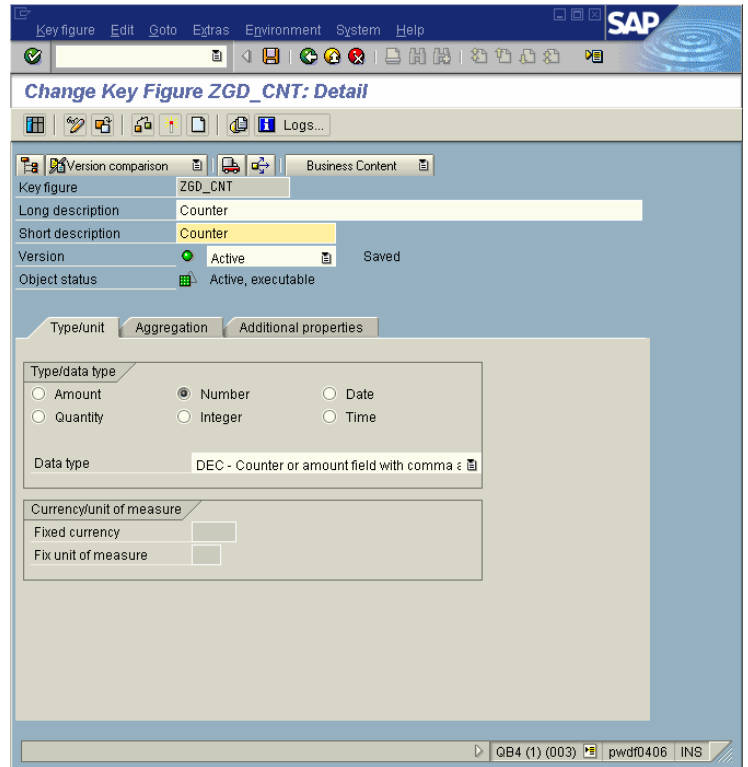 Key figure Edit Goto Extras Environment System Help
SAP
Change Key Figure ZGD_CNT: Detail
Logs...
Version comparison Business Content
Key figure ZGD_CNT
Long description Counter
Short description Counter
Version Active Saved
Object status Active, executable
Type/unit Aggregation Additional properties
Type/data type
Amount Number Date
Quantity Integer Time
Data type DEC - Counter or amount field with comma a
Currency/unit of measure
Fixed currency
Fix unit of measure
QB4 (1) (003) pwdf0406 INS